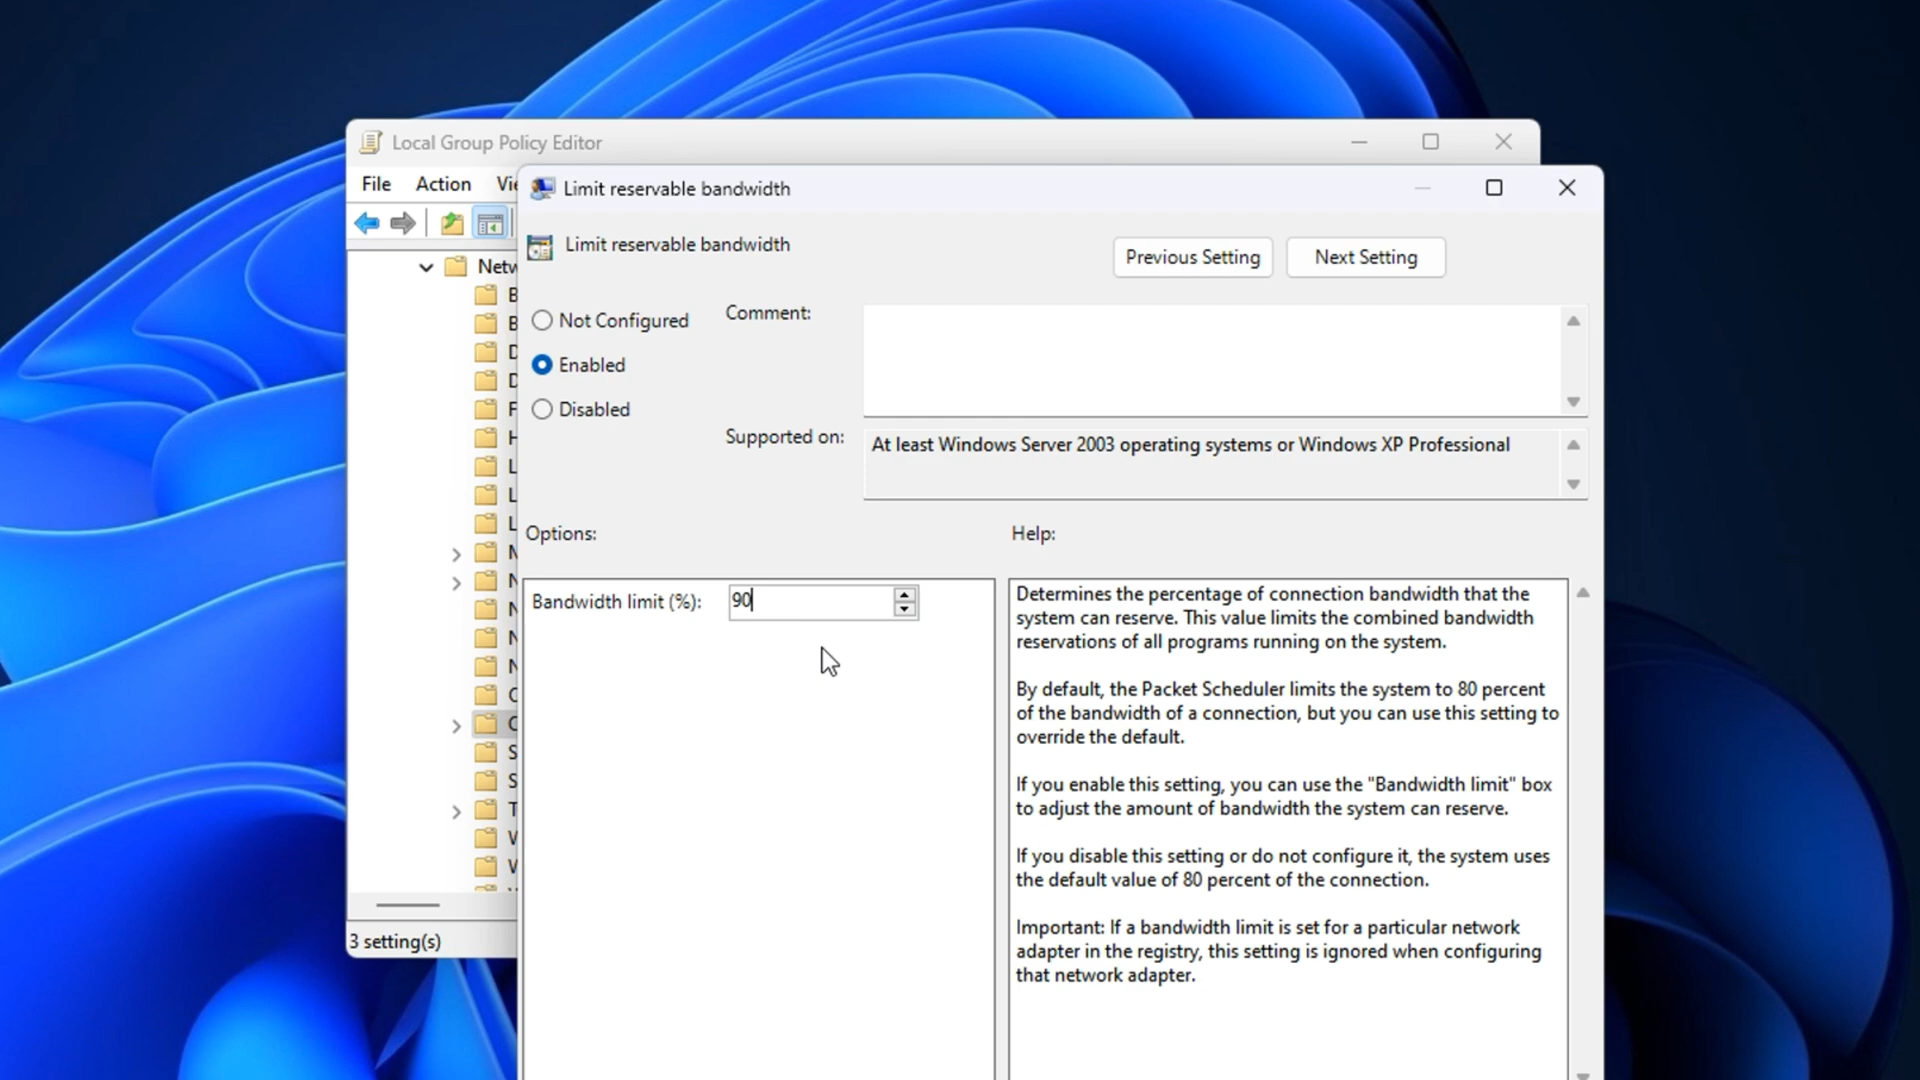 Local Group Policy Editor
File Action
Limit reservable bandwidth
Limit reservable bandwidth
Previous Setting Next Setting
Not Configured
Comment:
Enabled
Disabled
Supported on:
At least Windows Server 2003 operating systems or Windows XP Professional
Options:
Help:
Bandwidth limit (%): 90
Determines the percentage of connection bandwidth that the
system can reserve. This value limits the combined bandwidth
reservations of all programs running on the system.
By default, the Packet Scheduler limits the system to 80 percent
of the bandwidth of a connection, but you can use this setting to
override the default.
If you enable this setting, you can use the "Bandwidth limit" box
to adjust the amount of bandwidth the system can reserve.
If you disable this setting or do not configure it, the system uses
the default value of 80 percent of the connection.
Important: If a bandwidth limit is set for a particular network
adapter in the registry, this setting is ignored when configuring
that network adapter.
3 setting(s)